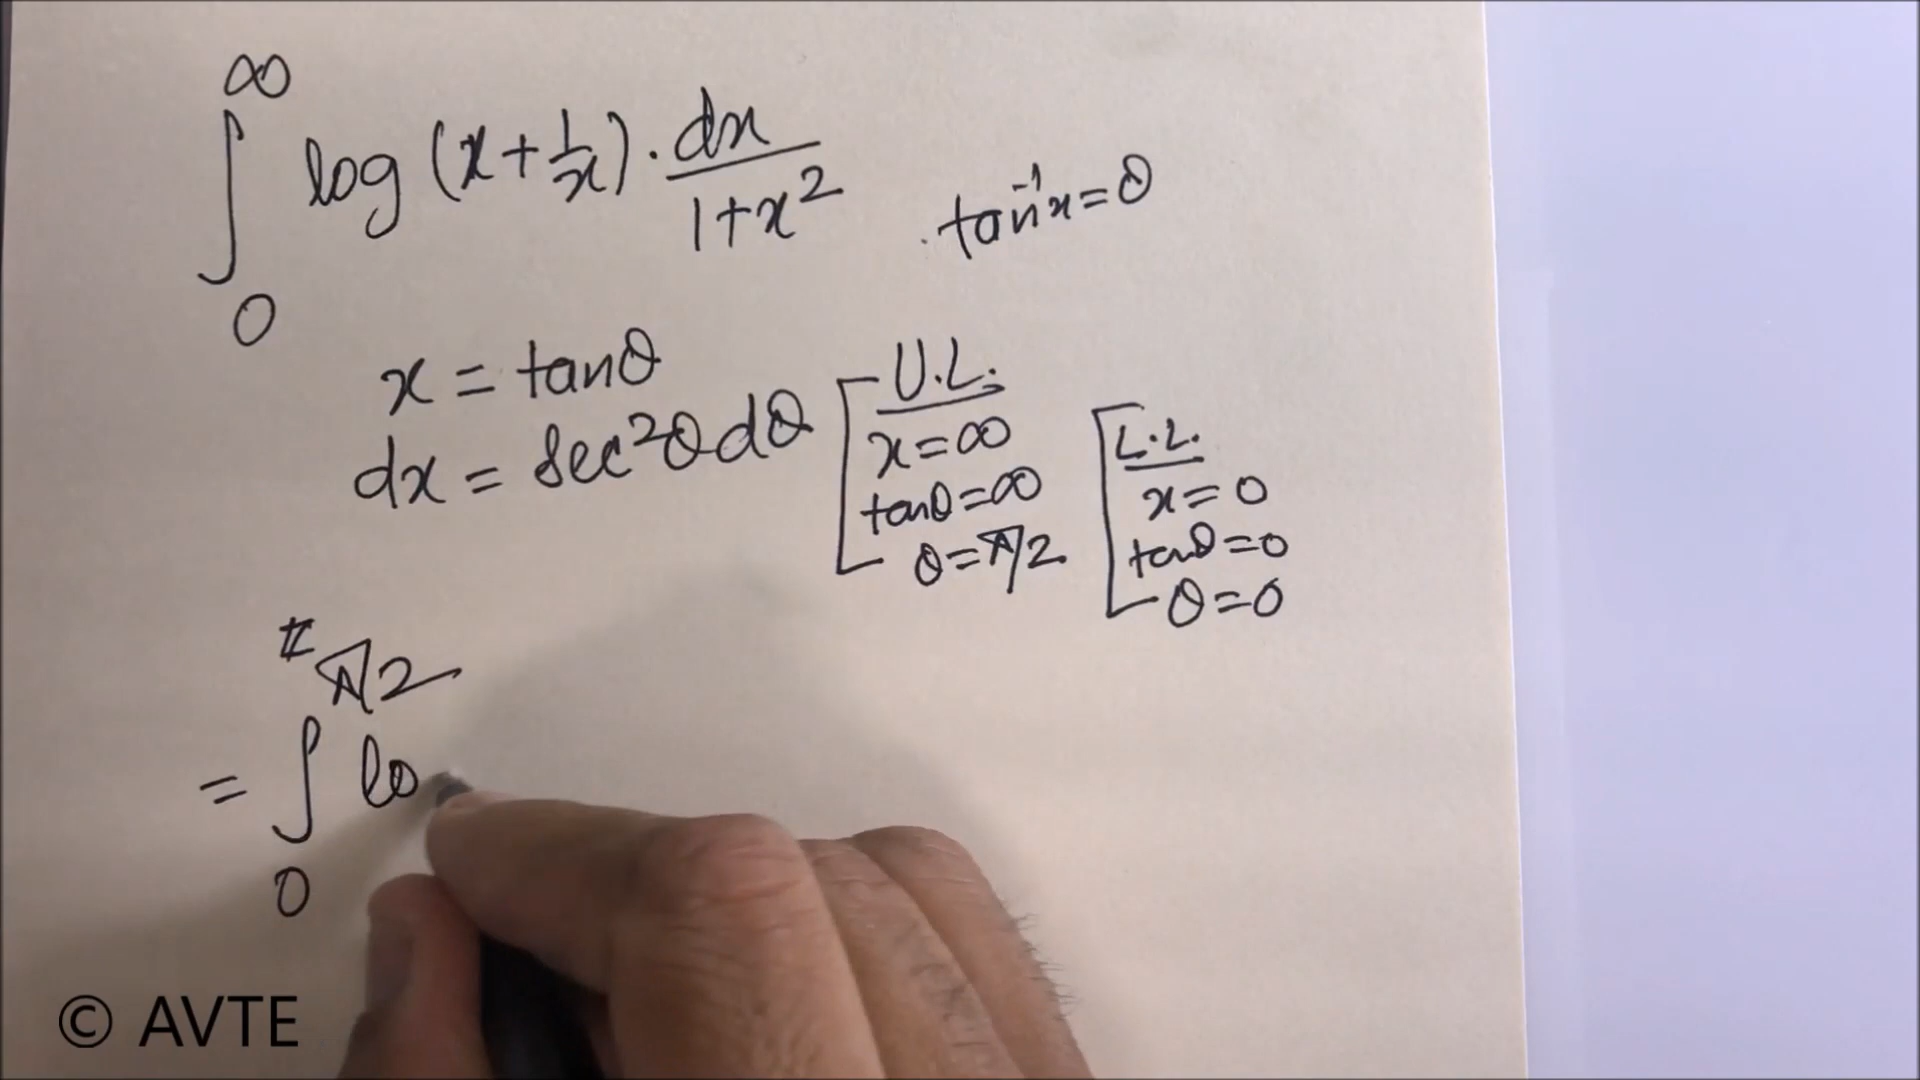 ∫₀^∞ log (x + 1/x) · dx/(1+x²)
tan⁻¹x = θ
x = tanθ
dx = sec²θ dθ
U.L.
x = ∞
tanθ = ∞
θ = π/2
L.L.
x = 0
tanθ = 0
θ = 0
= ∫₀^π/2 lo
© AVTE